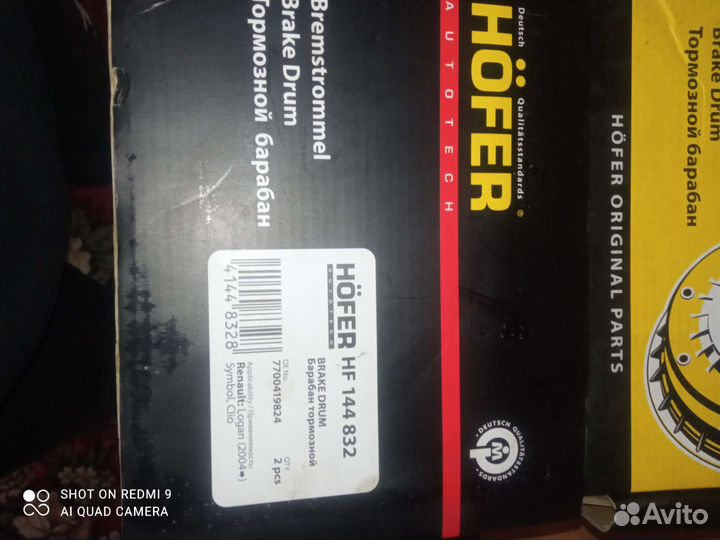 Deutsch Qualitätsstandards
HÖFER®
AUTOTECH
Bremstrommel
Brake Drum
Тормозной барабан
HÖFER HF 144 832
AUTOTECH
BRAKE DRUM
Барабан тормозной
OE No.
7700419824
QTY
2 pcs
Applicability / Применяемость:
Renault: Logan (2004➡)
Symbol, Clio
4144 8328
DEUTSCH QUALITÄTSSTANDARDS
Brake Drum
Тормозной барабан
HÖFER ORIGINAL PARTS
SHOT ON REDMI 9
AI QUAD CAMERA
Avito